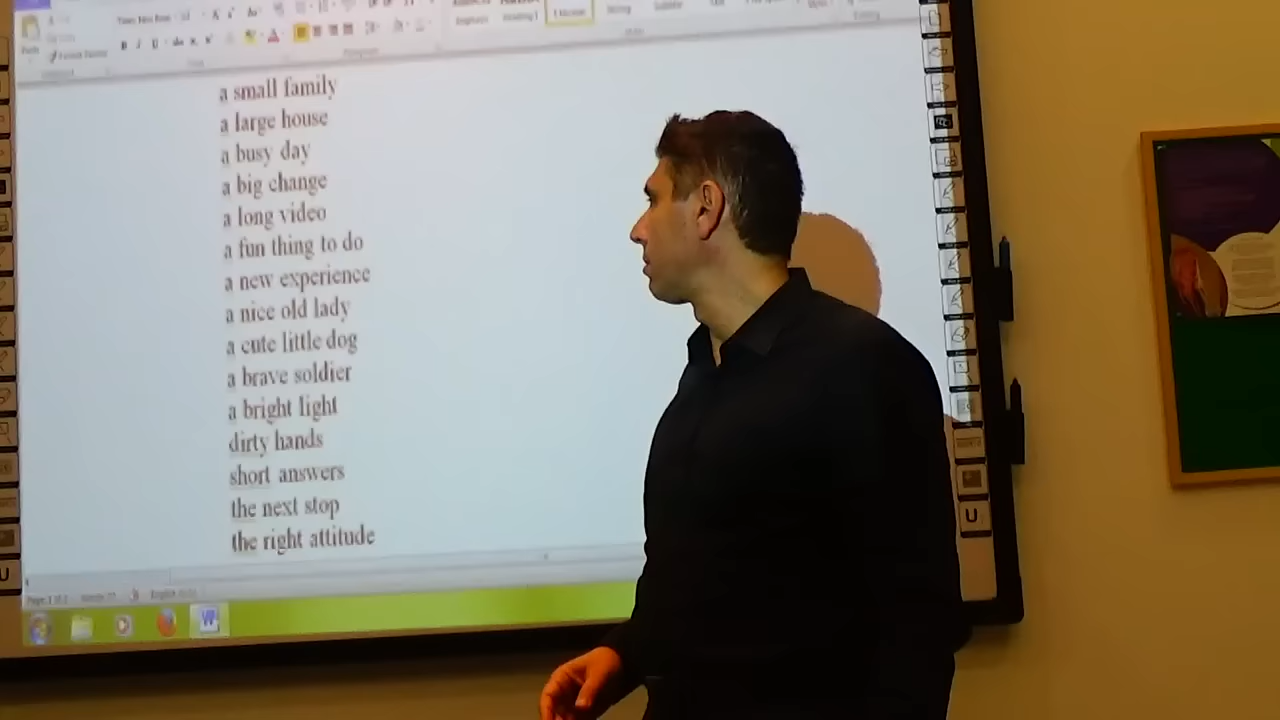 a small family
a large house
a busy day
a big change
a long video
a fun thing to do
a new experience
a nice old lady
a cute little dog
a brave soldier
a bright light
dirty hands
short answers
the next stop
the right attitude